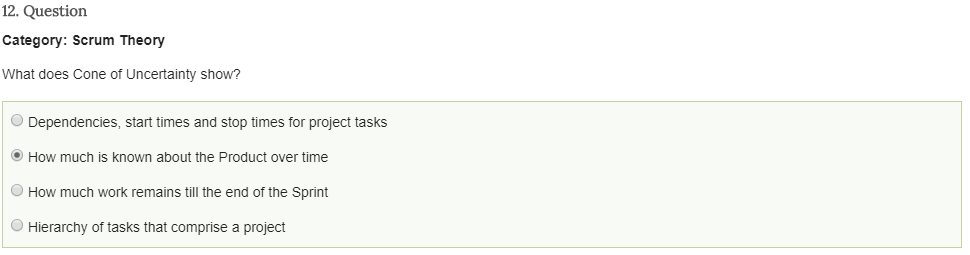 12. Question
Category: Scrum Theory
What does Cone of Uncertainty show?
Dependencies, start times and stop times for project tasks
How much is known about the Product over time
How much work remains till the end of the Sprint
Hierarchy of tasks that comprise a project